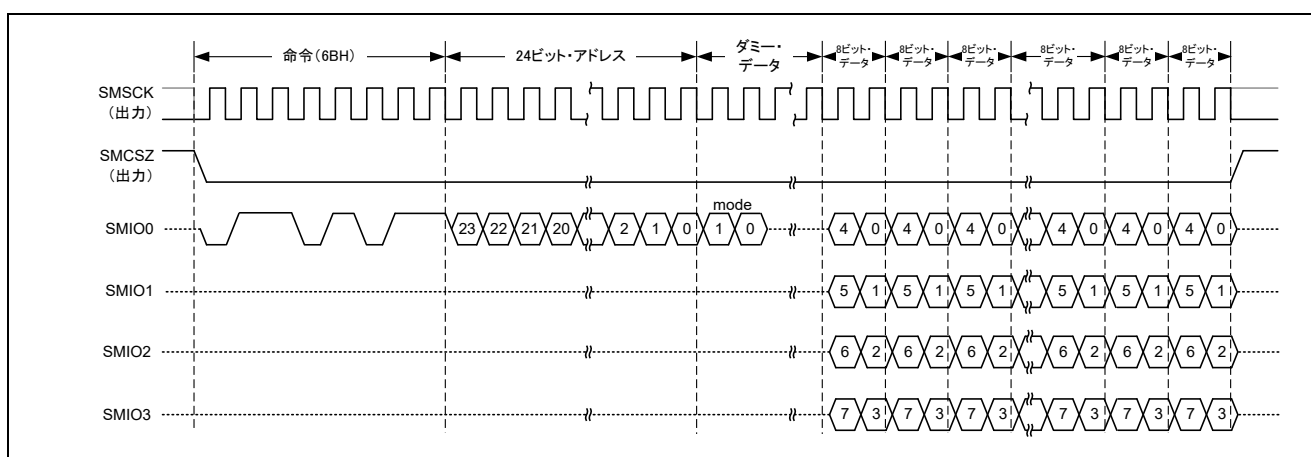 命令(6BH)
24ビット・アドレス
ダミー・
データ
8ビット・
データ
8ビット・
データ
8ビット・
データ
8ビット・
データ
8ビット・
データ
8ビット・
データ
SMSCK
(出力)
SMCSZ
(出力)
mode
SMIO0 23 22 21 20 2 1 0 1 0 4 0 4 0 4 0 4 0 4 0 4 0
SMIO1 5 1 5 1 5 1 5 1 5 1 5 1
SMIO2 6 2 6 2 6 2 6 2 6 2 6 2
SMIO3 7 3 7 3 7 3 7 3 7 3 7 3